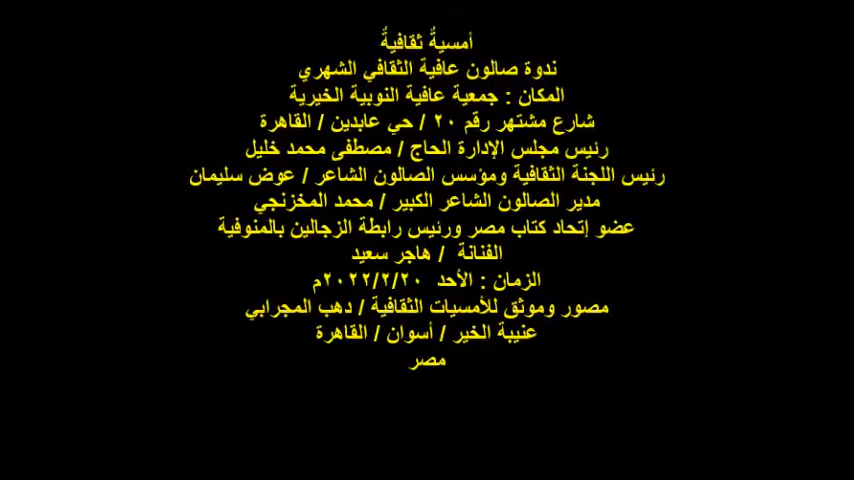 أمسيةٌ ثقافيةٌ
ندوة صالون عافية الثقافي الشهري
المكان : جمعية عافية النوبية الخيرية
شارع مشتهر رقم ٢٠ / حي عابدين / القاهرة
رئيس مجلس الإدارة الحاج / مصطفى محمد خليل
رئيس اللجنة الثقافية ومؤسس الصالون الشاعر / عوض سليمان
مدير الصالون الشاعر الكبير / محمد المخزنجي
عضو إتحاد كتاب مصر ورئيس رابطة الزجالين بالمنوفية
الفنانة / هاجر سعيد
الزمان : الأحد ٢٠٢٢/٢/٢٠م
مصور وموثق للأمسيات الثقافية / دهب المجرابي
عنيبة الخير / أسوان / القاهرة
مصر